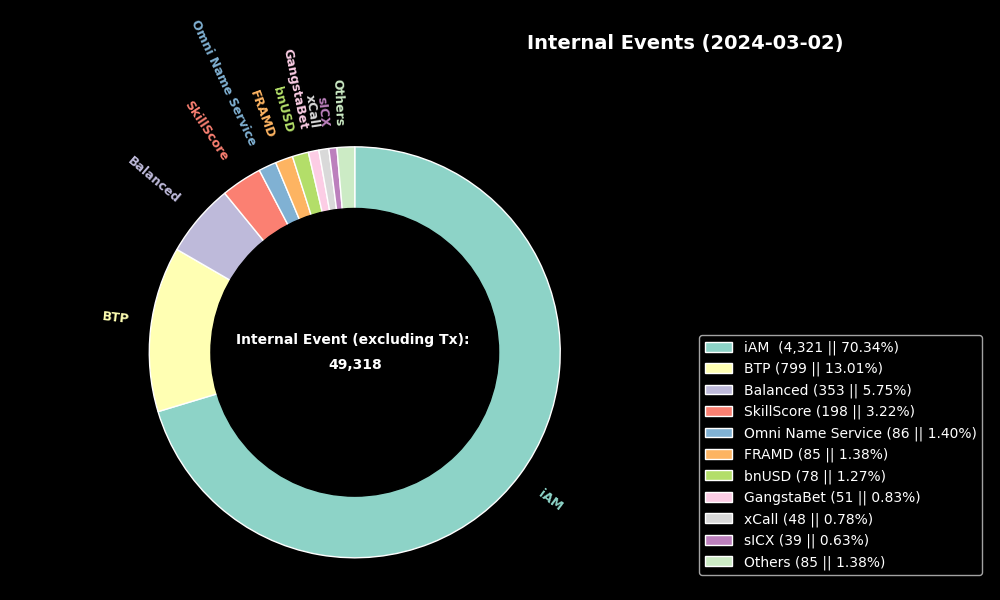 Internal Events (2024-03-02)
Omni Name Service
GangstaBet
Others
bnUSD
FRAMD
xCall
sICX
SkillScore
Balanced
BTP
iAM
Internal Event (excluding Tx):
49,318
iAM  (4,321 || 70.34%)
BTP (799 || 13.01%)
Balanced (353 || 5.75%)
SkillScore (198 || 3.22%)
Omni Name Service (86 || 1.40%)
FRAMD (85 || 1.38%)
bnUSD (78 || 1.27%)
GangstaBet (51 || 0.83%)
xCall (48 || 0.78%)
sICX (39 || 0.63%)
Others (85 || 1.38%)